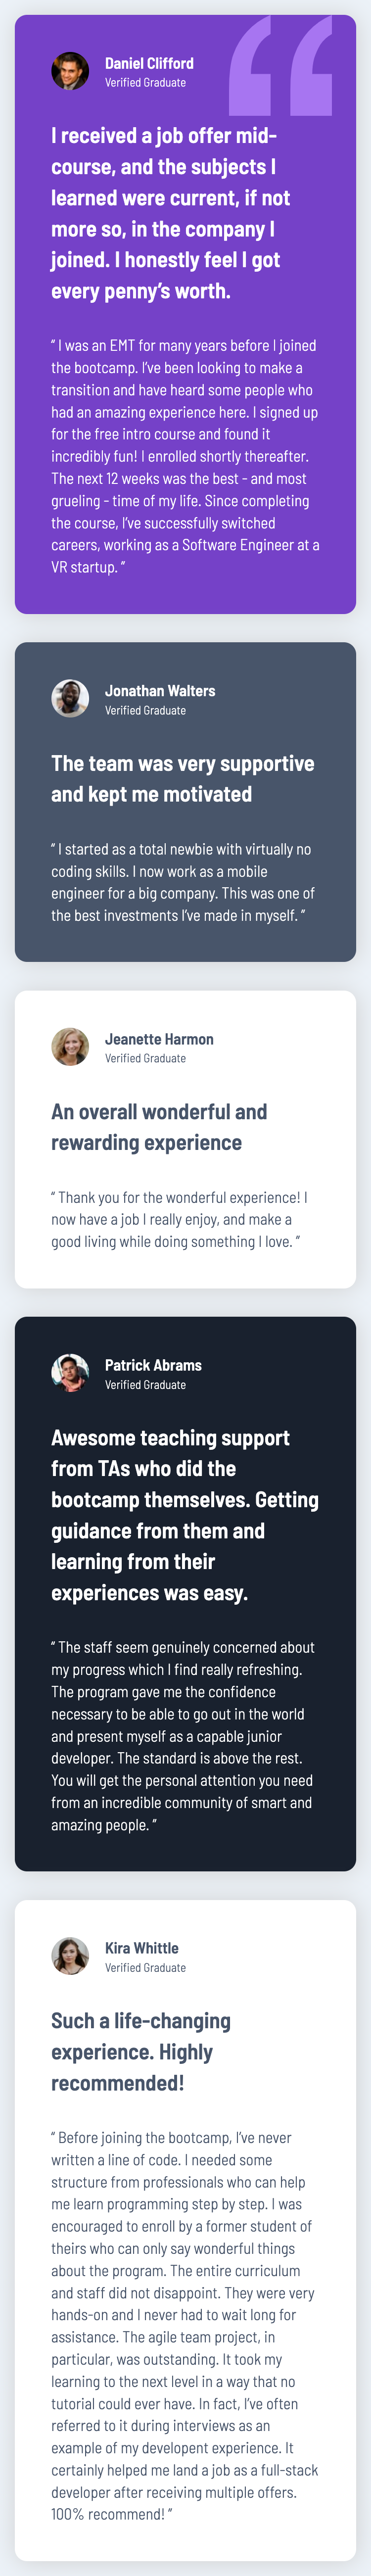 Daniel Clifford
Verified Graduate
I received a job offer mid-
course, and the subjects I
learned were current, if not
more so, in the company I
joined. I honestly feel I got
every penny’s worth.
“ I was an EMT for many years before I joined
the bootcamp. I’ve been looking to make a
transition and have heard some people who
had an amazing experience here. I signed up
for the free intro course and found it
incredibly fun! I enrolled shortly thereafter.
The next 12 weeks was the best - and most
grueling - time of my life. Since completing
the course, I’ve successfully switched
careers, working as a Software Engineer at a
VR startup. ”
Jonathan Walters
Verified Graduate
The team was very supportive
and kept me motivated
“ I started as a total newbie with virtually no
coding skills. I now work as a mobile
engineer for a big company. This was one of
the best investments I’ve made in myself. ”
Jeanette Harmon
Verified Graduate
An overall wonderful and
rewarding experience
“ Thank you for the wonderful experience! I
now have a job I really enjoy, and make a
good living while doing something I love. ”
Patrick Abrams
Verified Graduate
Awesome teaching support
from TAs who did the
bootcamp themselves. Getting
guidance from them and
learning from their
experiences was easy.
“ The staff seem genuinely concerned about
my progress which I find really refreshing.
The program gave me the confidence
necessary to be able to go out in the world
and present myself as a capable junior
developer. The standard is above the rest.
You will get the personal attention you need
from an incredible community of smart and
amazing people. ”
Kira Whittle
Verified Graduate
Such a life-changing
experience. Highly
recommended!
“ Before joining the bootcamp, I’ve never
written a line of code. I needed some
structure from professionals who can help
me learn programming step by step. I was
encouraged to enroll by a former student of
theirs who can only say wonderful things
about the program. The entire curriculum
and staff did not disappoint. They were very
hands-on and I never had to wait long for
assistance. The agile team project, in
particular, was outstanding. It took my
learning to the next level in a way that no
tutorial could ever have. In fact, I’ve often
referred to it during interviews as an
example of my developent experience. It
certainly helped me land a job as a full-stack
developer after receiving multiple offers.
100% recommend! ”